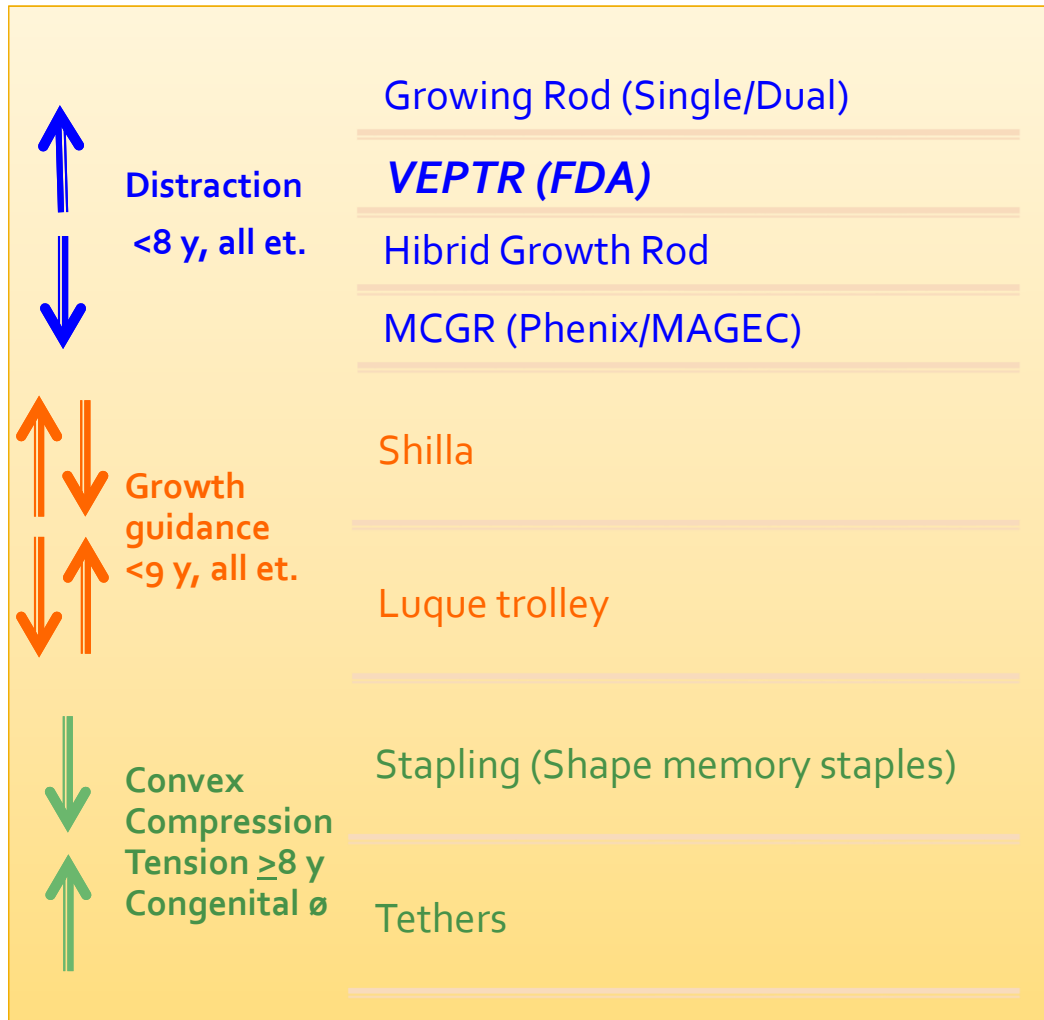 Growing Rod (Single/Dual)
Distraction
<8 y, all et.
VEPTR (FDA)
Hibrid Growth Rod
MCGR (Phenix/MAGEC)
Growth
guidance
<9 y, all et.
Shilla
Luque trolley
Convex
Compression
Tension ≥8 y
Congenital ø
Stapling (Shape memory staples)
Tethers